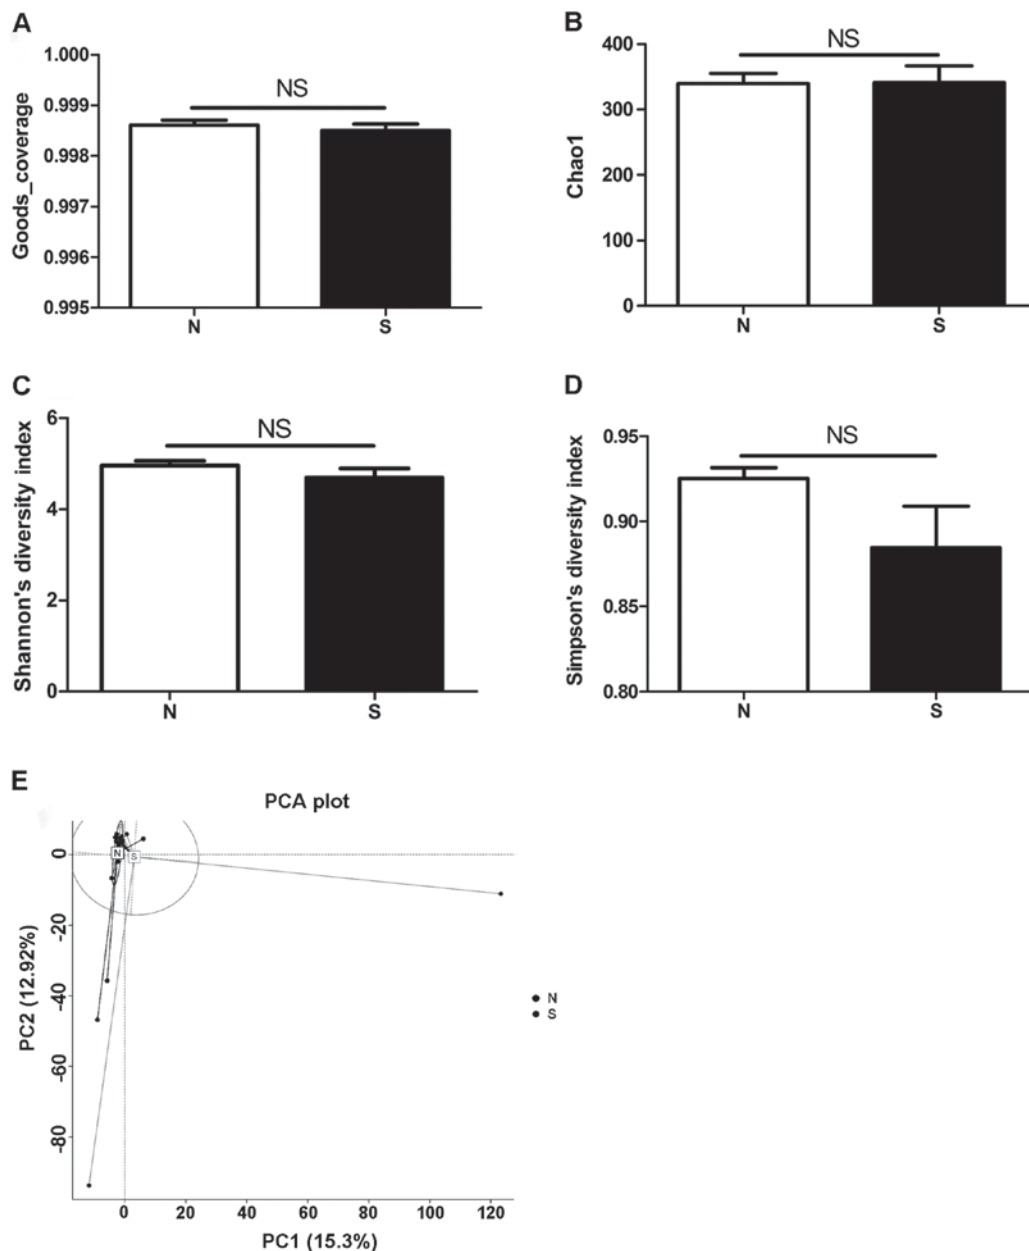 A
Goods_coverage
1.000
0.999
0.998
0.997
0.996
0.995
NS
N
S
B
Chao1
400
300
200
100
0
NS
N
S
C
Shannon's diversity index
6
4
2
0
NS
N
S
D
Simpson's diversity index
0.95
0.90
0.85
0.80
NS
N
S
E
PCA plot
PC2 (12.92%)
0
-20
-40
-60
-80
N
S
N
S
0
20
40
60
80
100
120
PC1 (15.3%)